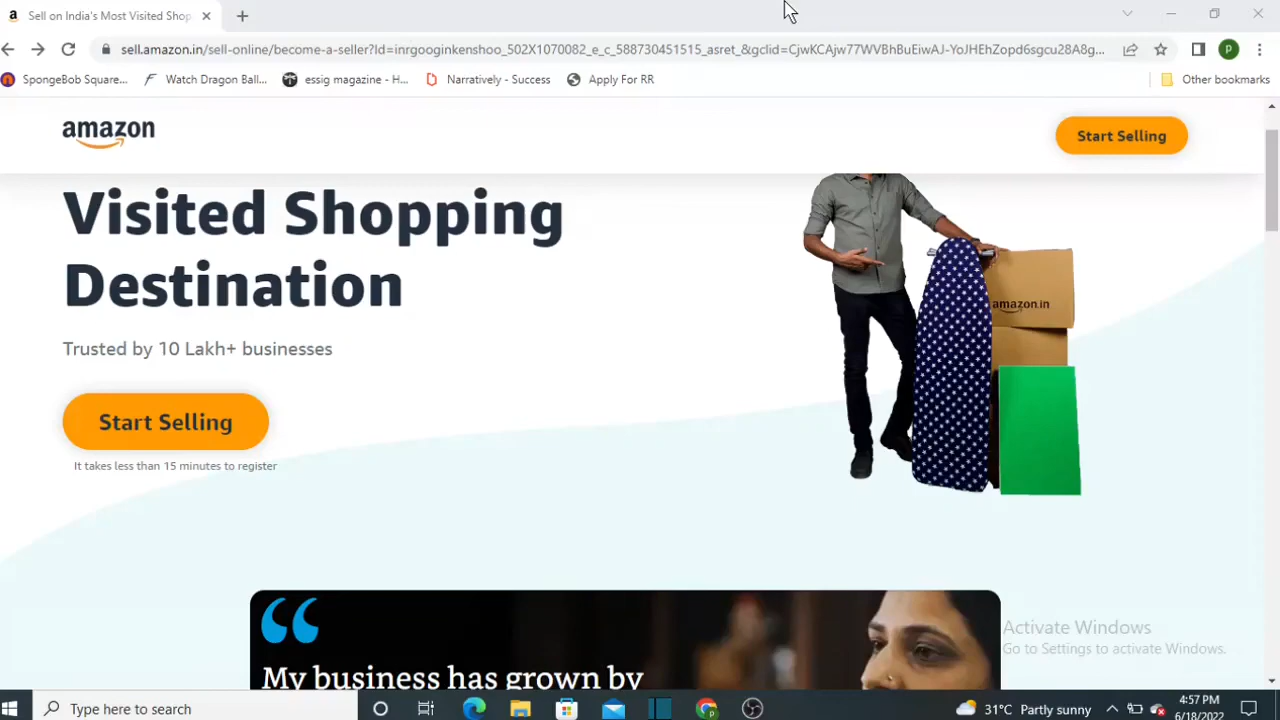 Sell on India's Most Visited Shop
sell.amazon.in/sell-online/become-a-seller?ld=inrgooginkenshoo_502X1070082_e_c_588730451515_asret_&gclid=CjwKCAjw77WVBhBuEiwAJ-YoJHEhZopd6sgcu28A8g...
SpongeBob Square...
Watch Dragon Ball...
essig magazine - H...
Narratively - Success
Apply For RR
Other bookmarks
amazon
Start Selling
Visited Shopping
Destination
Trusted by 10 Lakh+ businesses
Start Selling
It takes less than 15 minutes to register
amazon.in
My business has grown by
Activate Windows
Go to Settings to activate Windows.
Type here to search
31°C Partly sunny
4:57 PM
6/18/2022